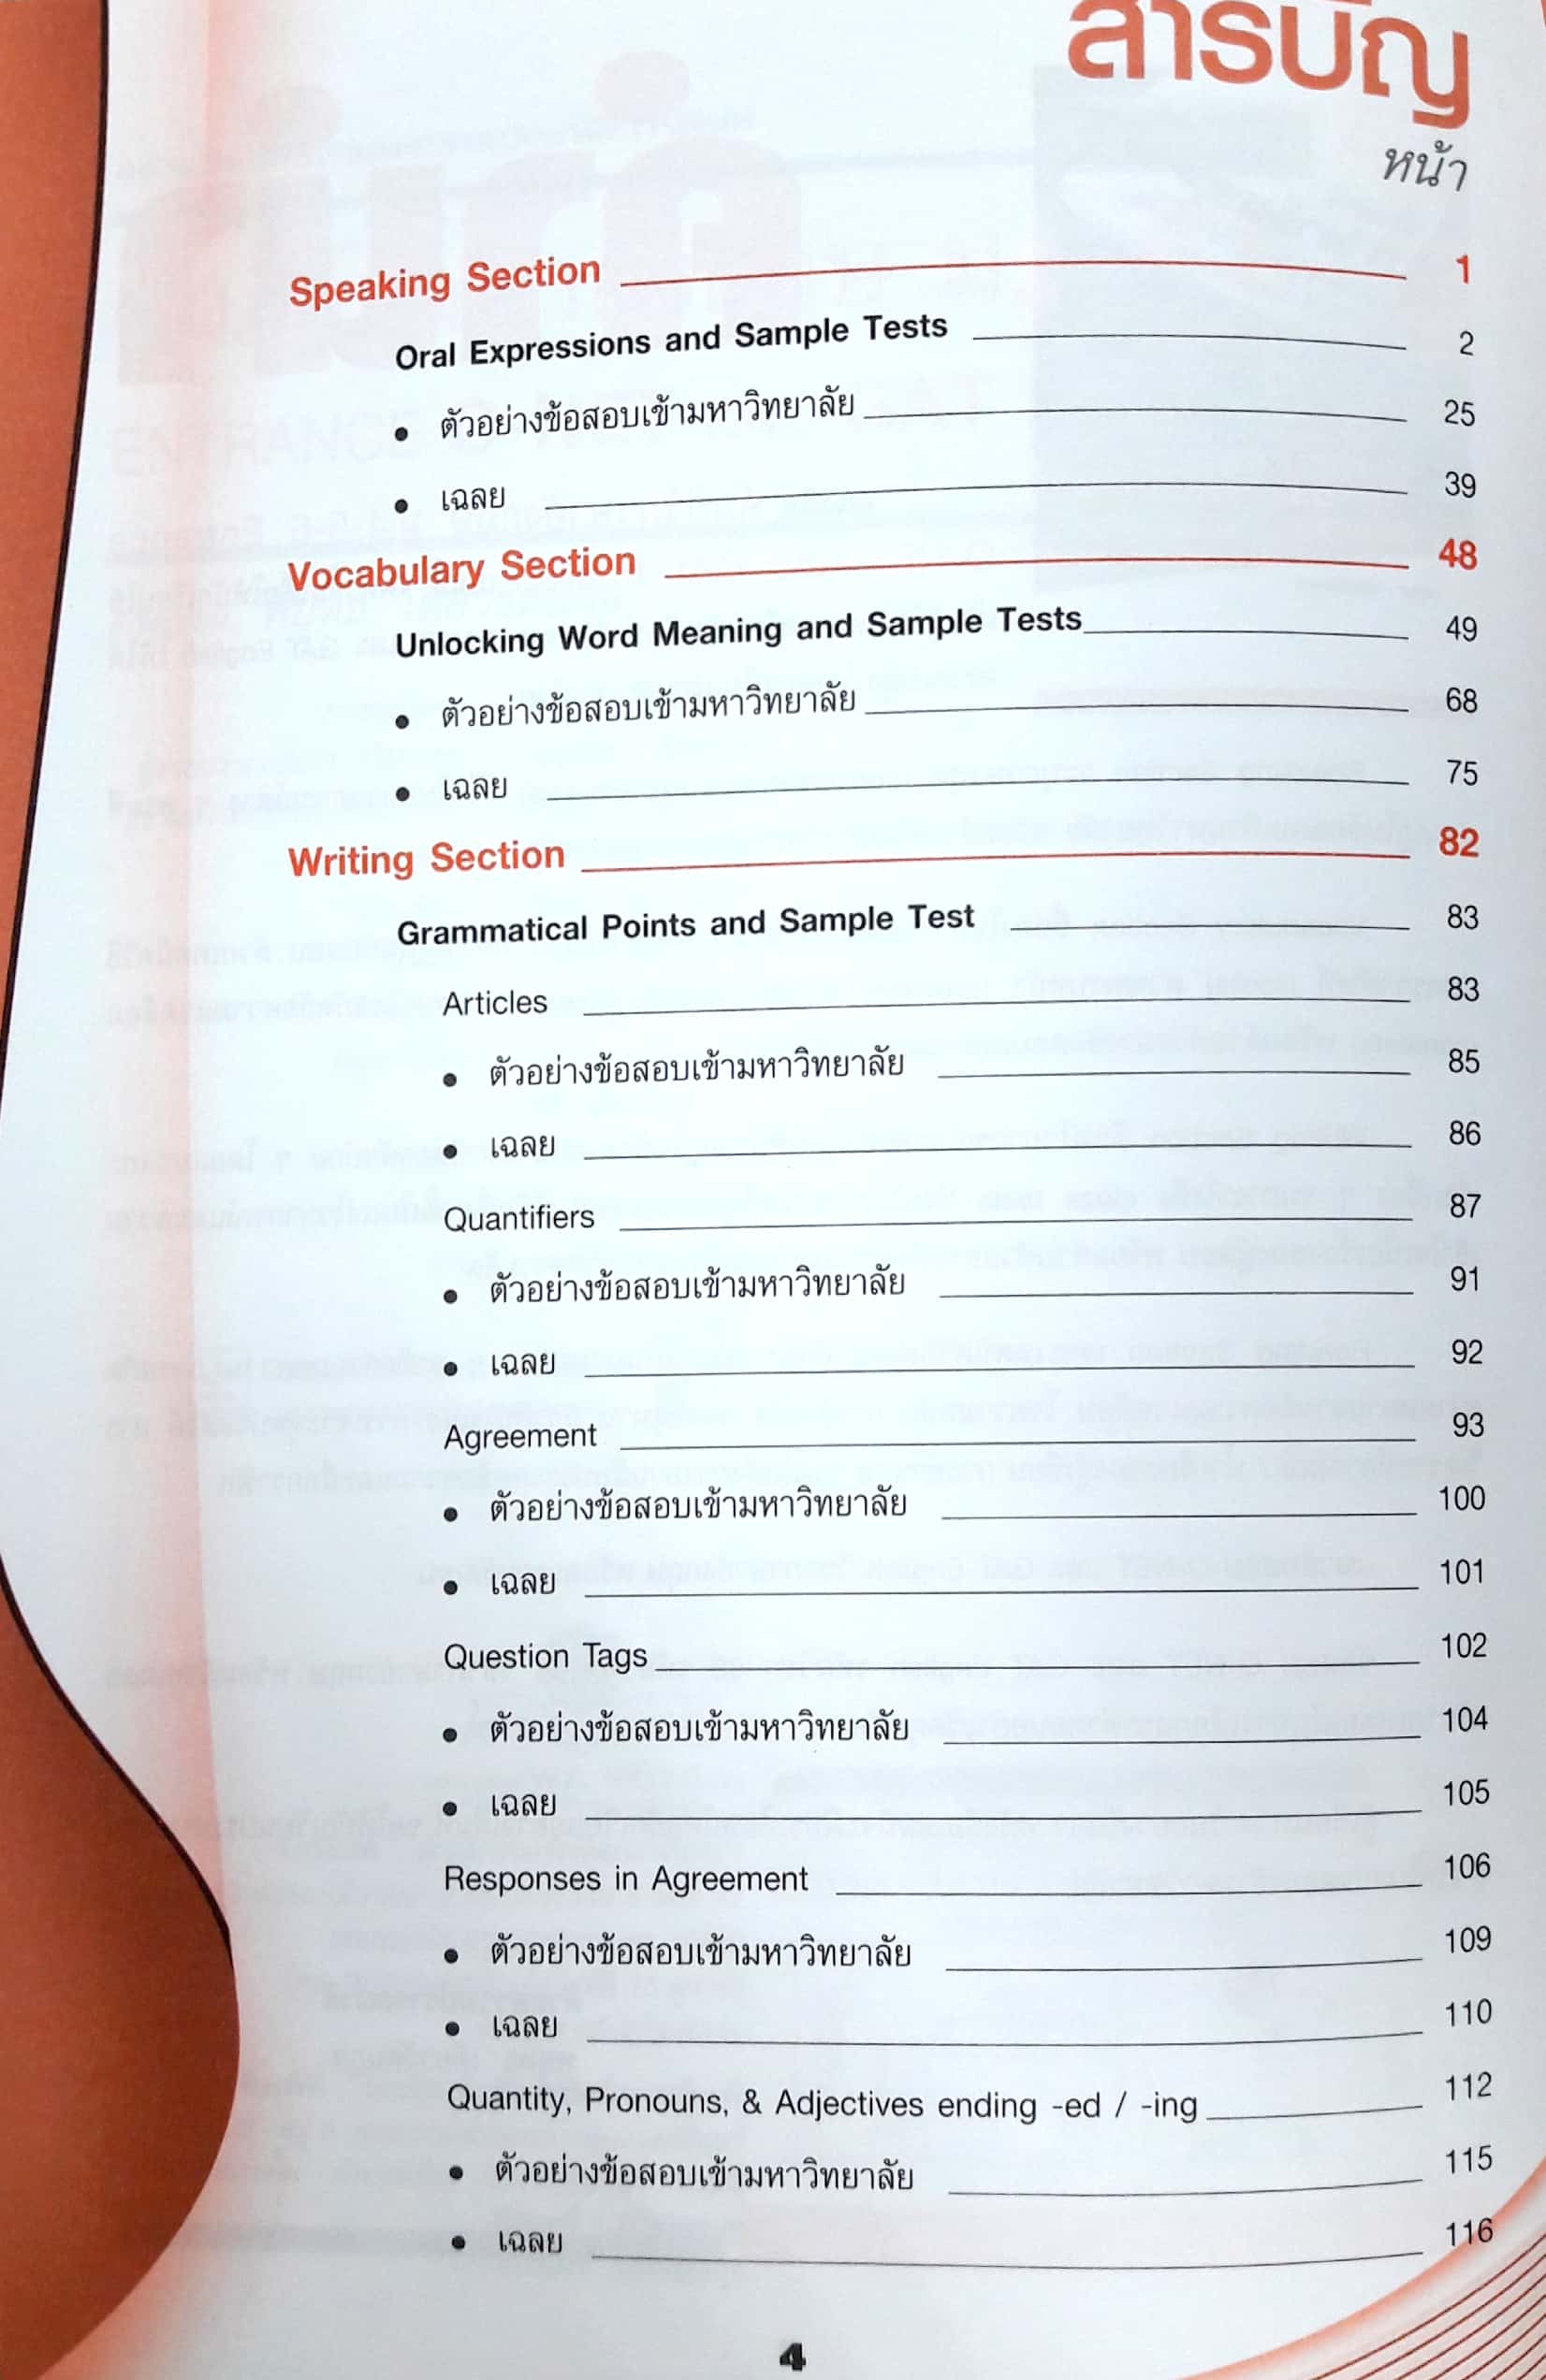 สารบัญ
หน้า
Speaking Section 1
Oral Expressions and Sample Tests 2
• ตัวอย่างข้อสอบเข้ามหาวิทยาลัย 25
• เฉลย 39
Vocabulary Section 48
Unlocking Word Meaning and Sample Tests 49
• ตัวอย่างข้อสอบเข้ามหาวิทยาลัย 68
• เฉลย 75
Writing Section 82
Grammatical Points and Sample Test 83
Articles 83
• ตัวอย่างข้อสอบเข้ามหาวิทยาลัย 85
• เฉลย 86
Quantifiers 87
• ตัวอย่างข้อสอบเข้ามหาวิทยาลัย 91
• เฉลย 92
Agreement 93
• ตัวอย่างข้อสอบเข้ามหาวิทยาลัย 100
• เฉลย 101
Question Tags 102
• ตัวอย่างข้อสอบเข้ามหาวิทยาลัย 104
• เฉลย 105
Responses in Agreement 106
• ตัวอย่างข้อสอบเข้ามหาวิทยาลัย 109
• เฉลย 110
Quantity, Pronouns, & Adjectives ending -ed / -ing 112
• ตัวอย่างข้อสอบเข้ามหาวิทยาลัย 115
• เฉลย 116
4